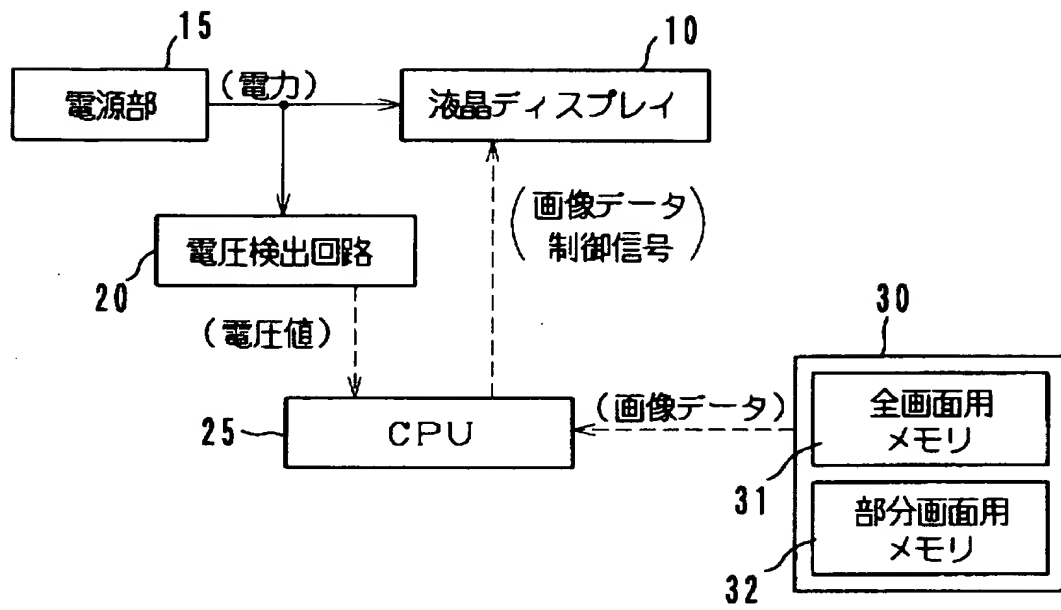 15
10
電源部
(電力)
液晶ディスプレイ
画像データ
制御信号
電圧検出回路
20
(電圧値)
30
(画像データ)
全画面用
メモリ
25
CPU
31
部分画面用
メモリ
32